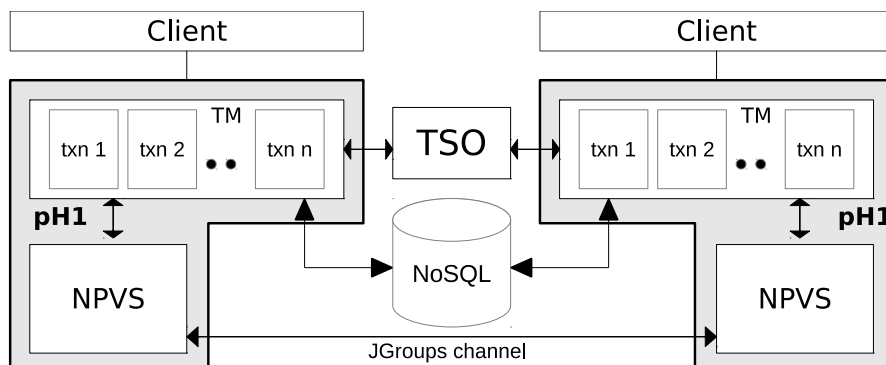 Client Client
TM TM
txn 1 txn 2 txn n TSO txn 1 txn 2 txn n
pH1 pH1
NPVS NoSQL NPVS
JGroups channel